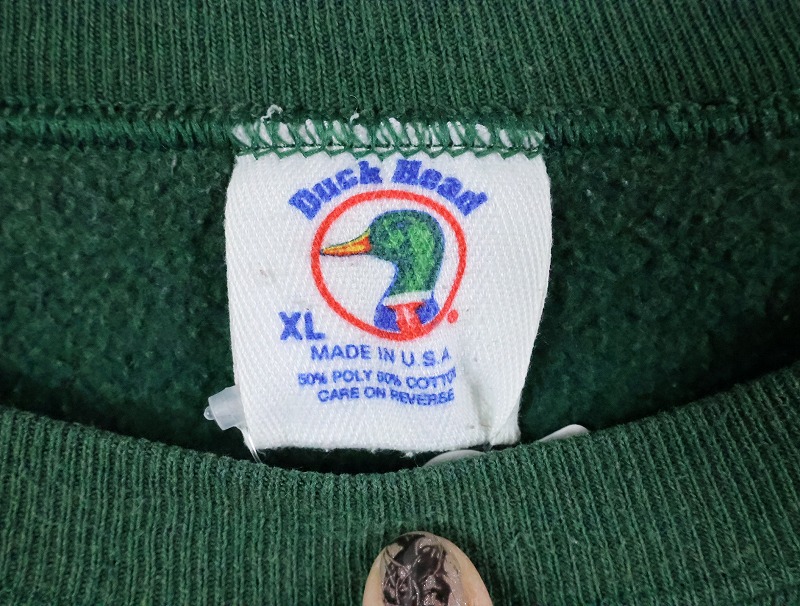 Duck Head
XL
MADE IN U.S.A
50% POLY 50% COTTON
CARE ON REVERSE